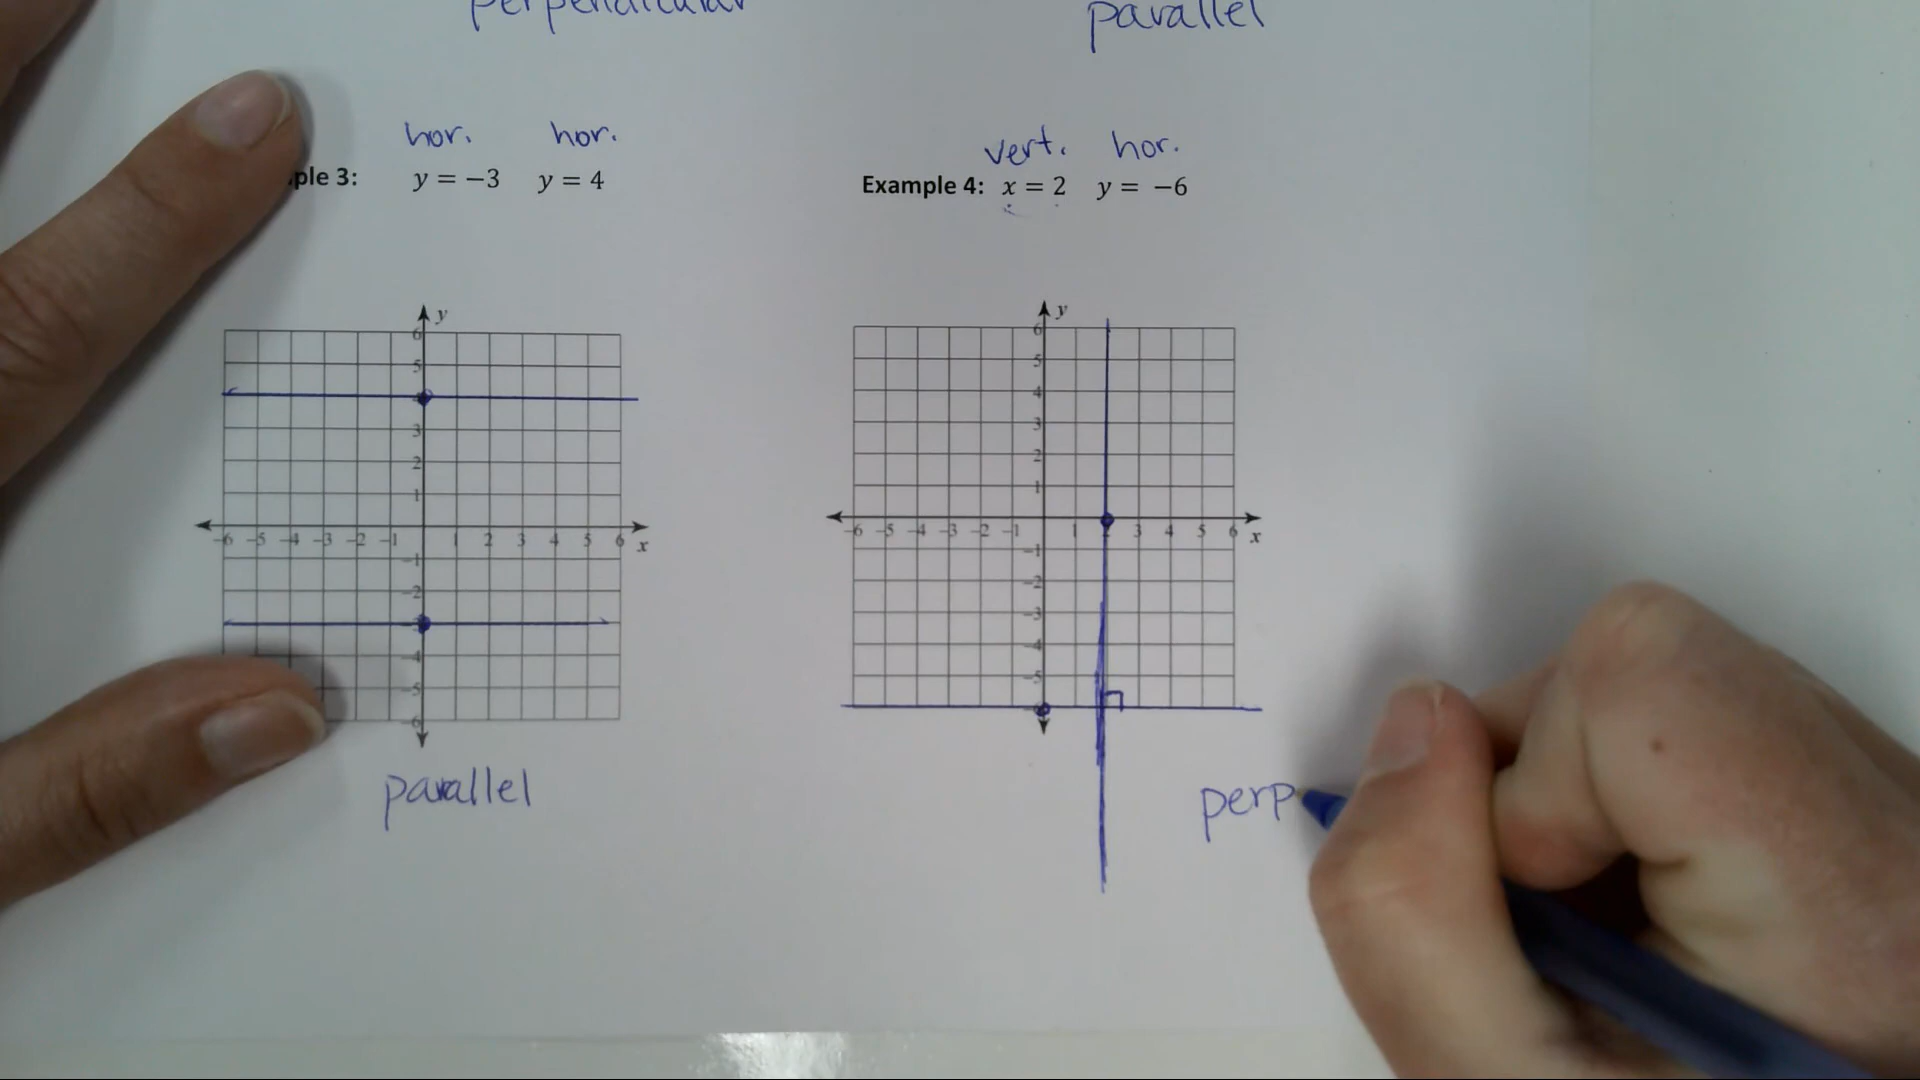 perpendicular parallel
hor. hor. vert. hor.
ple 3: y = −3 y = 4 Example 4: x = 2 y = −6
y y
6 6
5 5
4
3 3
2 2
1 1
-6 -5 -4 -3 -2 -1 1 2 3 4 5 6 x -6 -5 -4 -3 -2 -1 1 2 3 4 5 6 x
-1 -1
-2 -2
-3 -3
-4 -4
-5 -5
-6
parallel perp